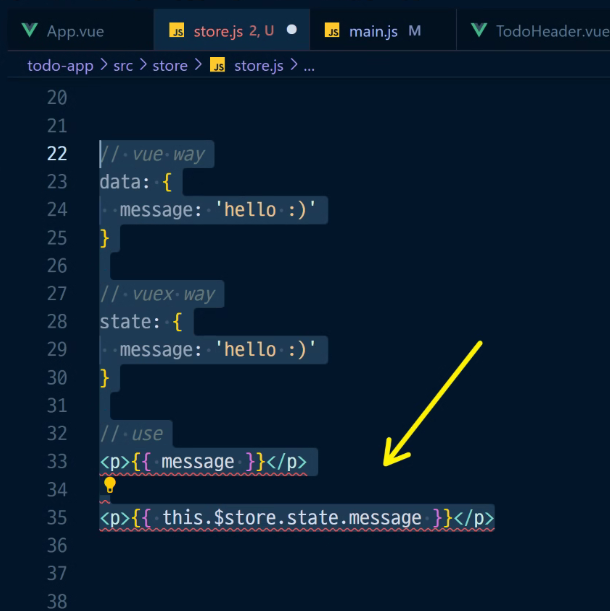 App.vue JS store.js 2, U JS main.js M TodoHeader.vue
todo-app > src > store > JS store.js > ...
20
21
22 // vue way
23 data: {
24 message: 'hello :)'
25 }
26
27 // vuex way
28 state: {
29 message: 'hello :)'
30 }
31
32 // use
33 <p>{{ message }}</p>
34
35 <p>{{ this.$store.state.message }}</p>
36
37
38